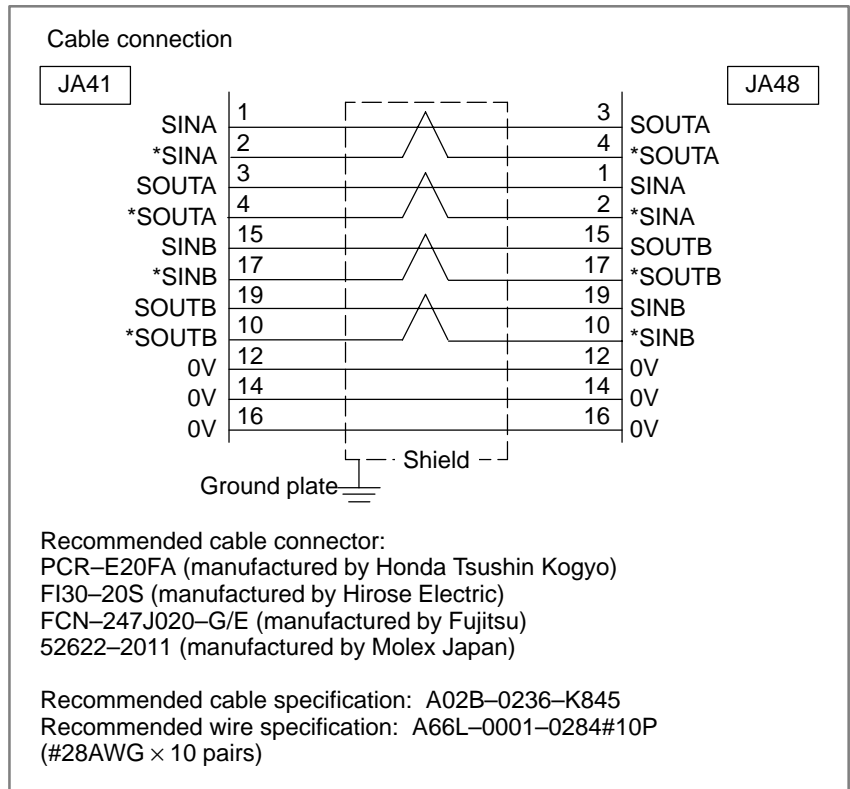 Cable connection
JA41 JA48
SINA 1 3 SOUTA
*SINA 2 4 *SOUTA
SOUTA 3 1 SINA
*SOUTA 4 2 *SINA
SINB 15 15 SOUTB
*SINB 17 17 *SOUTB
SOUTB 19 19 SINB
*SOUTB 10 10 *SINB
0V 12 12 0V
0V 14 14 0V
0V 16 16 0V
Shield
Ground plate
Recommended cable connector:
PCR–E20FA (manufactured by Honda Tsushin Kogyo)
FI30–20S (manufactured by Hirose Electric)
FCN–247J020–G/E (manufactured by Fujitsu)
52622–2011 (manufactured by Molex Japan)
Recommended cable specification: A02B–0236–K845
Recommended wire specification: A66L–0001–0284#10P
(#28AWG × 10 pairs)